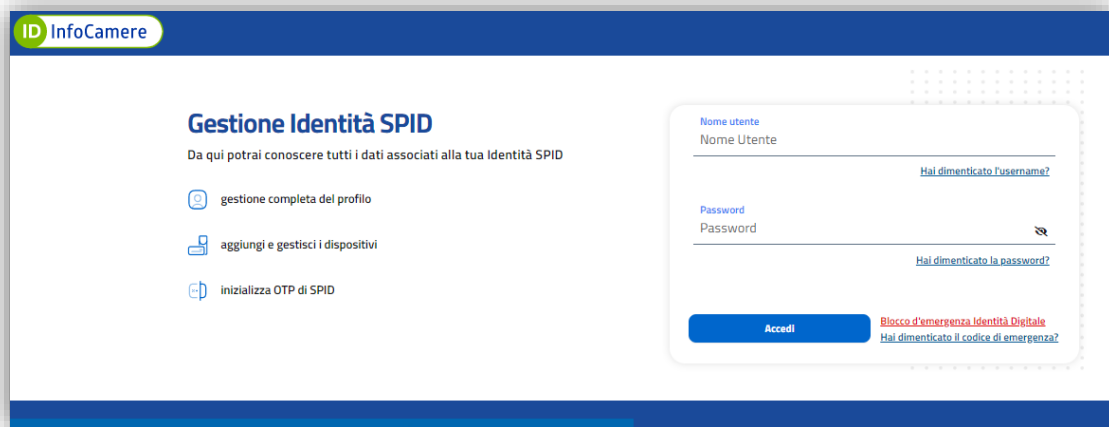 ID InfoCamere
Gestione Identità SPID
Da qui potrai conoscere tutti i dati associati alla tua Identità SPID
gestione completa del profilo
aggiungi e gestisci i dispositivi
inizializza OTP di SPID
Nome utente
Nome Utente
Hai dimenticato l'username?
Password
Password
Hai dimenticato la password?
Accedi
Blocco d'emergenza Identità Digitale
Hai dimenticato il codice di emergenza?